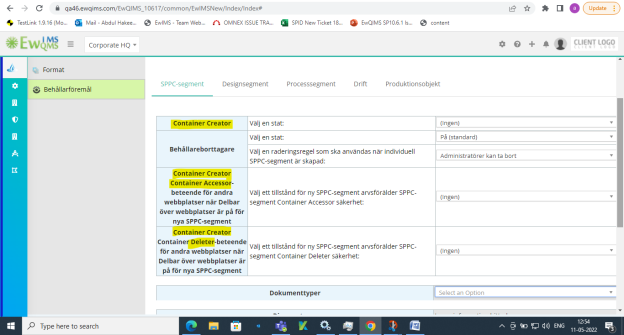 qa46.ewqims.com/EwQIMS_10617/common/EwIMSNew/Index/Index#
Update
TestLink 1.9.16 (Mo...
Mail - Abdul Hakee...
EwIMS - Team Web...
OMNEX ISSUE TRA...
SPID New Ticket 18...
EwQIMS SP10.6.1 Is...
content
EwIMS
QMS
Corporate HQ
CLIENT LOGO
Format
Behållarföremål
SPPC-segment
Designsegment
Processegment
Drift
Produktionsobjekt
Container Creator
Välj en stat:
(ingen)
Behållareborttagare
Välj en stat:
På (standard)
Välj en raderingsregel som ska användas när individuell
SPPC-segment är skapad:
Administratörer kan ta bort
Container Creator
Container Accessor-
beteende för andra
webbplatser när Delbar
över webbplatser är på för
nya SPPC-segment
Välj ett tillstånd för ny SPPC-segment arvsförälder SPPC-
segment Container Accessor säkerhet:
(ingen)
Container Creator
Container Deleter-beteende
för andra webbplatser när
Delbar över webbplatser är
på för nya SPPC-segment
Välj ett tillstånd för ny SPPC-segment arvsförälder SPPC-
segment Container Deleter säkerhet:
(ingen)
Dokumenttyper
Select an Option
Type here to search
ENG
12:54
11-05-2022